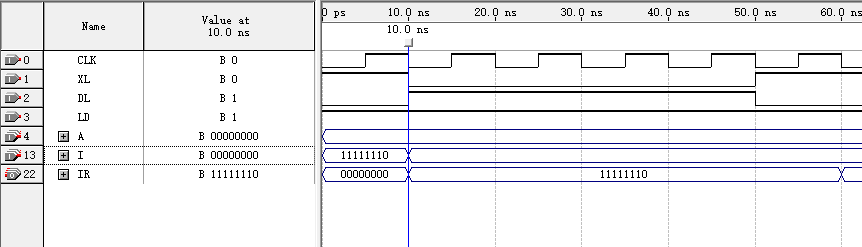 Name
Value at
10.0 ns
0 ps
10.0 ns
20.0 ns
30.0 ns
40.0 ns
50.0 ns
60.0 n
10.0 ns
0 CLK B 0
1 XL B 0
2 DL B 1
3 LD B 1
4 A B 00000000
13 I B 00000000 11111110
22 IR B 11111110 00000000 11111110